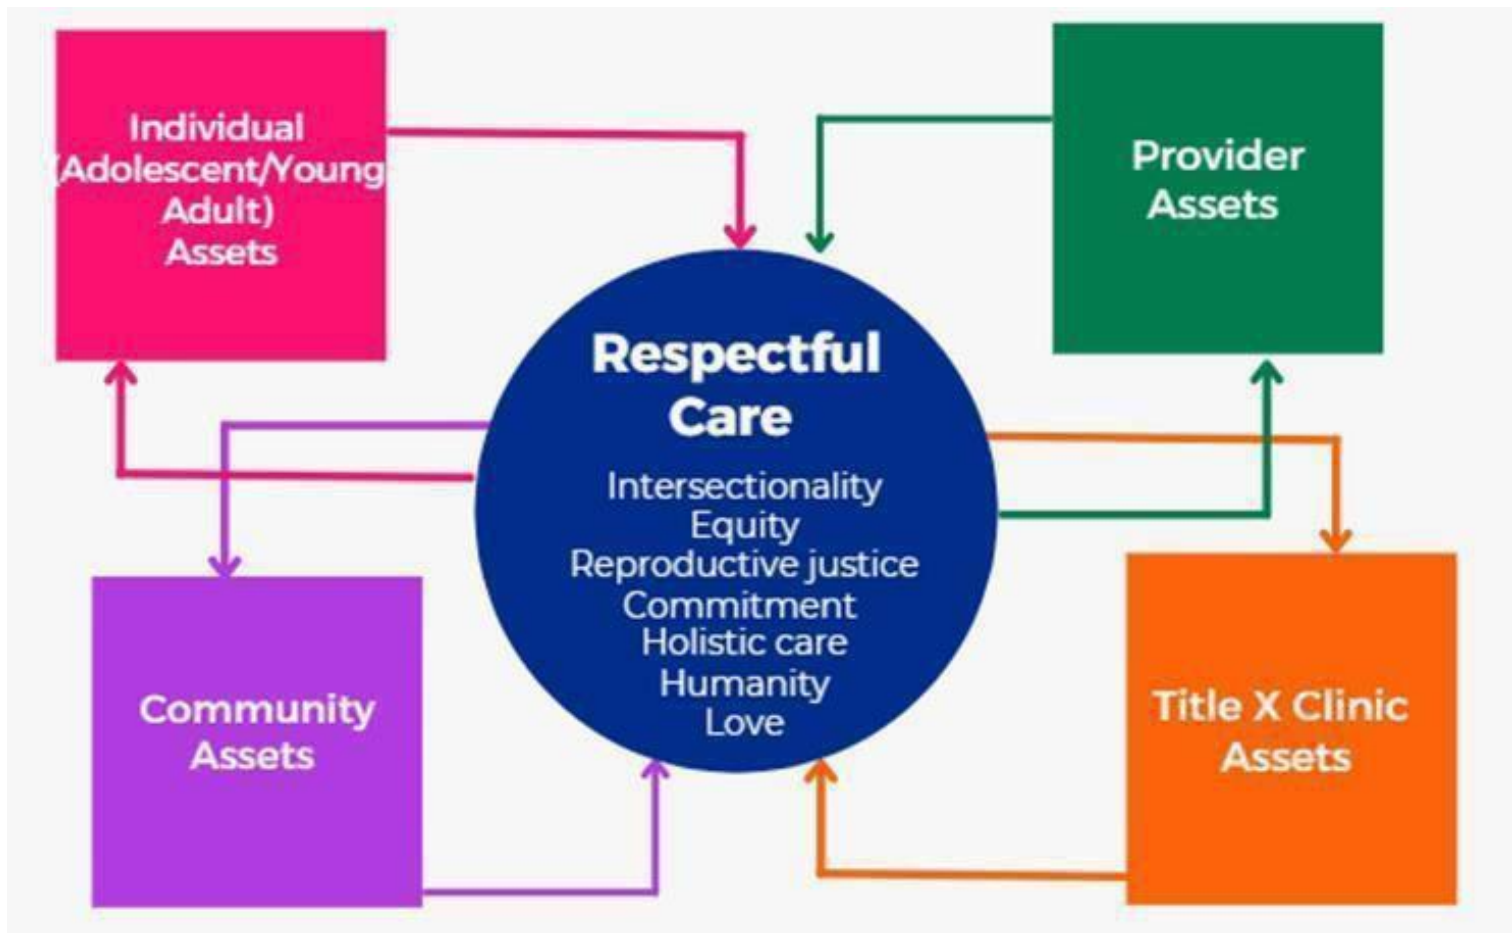 Individual
(Adolescent/Young
Adult)
Assets
Provider
Assets
Respectful
Care
Intersectionality
Equity
Reproductive justice
Commitment
Holistic care
Humanity
Love
Community
Assets
Title X Clinic
Assets